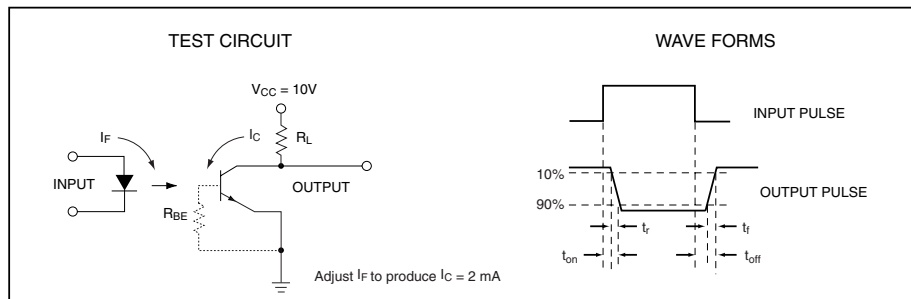 TEST CIRCUIT
WAVE FORMS
VCC = 10V
IF
IC
RL
INPUT
OUTPUT
RBE
Adjust IF to produce IC = 2 mA
INPUT PULSE
10%
90%
OUTPUT PULSE
tr
tf
ton
toff